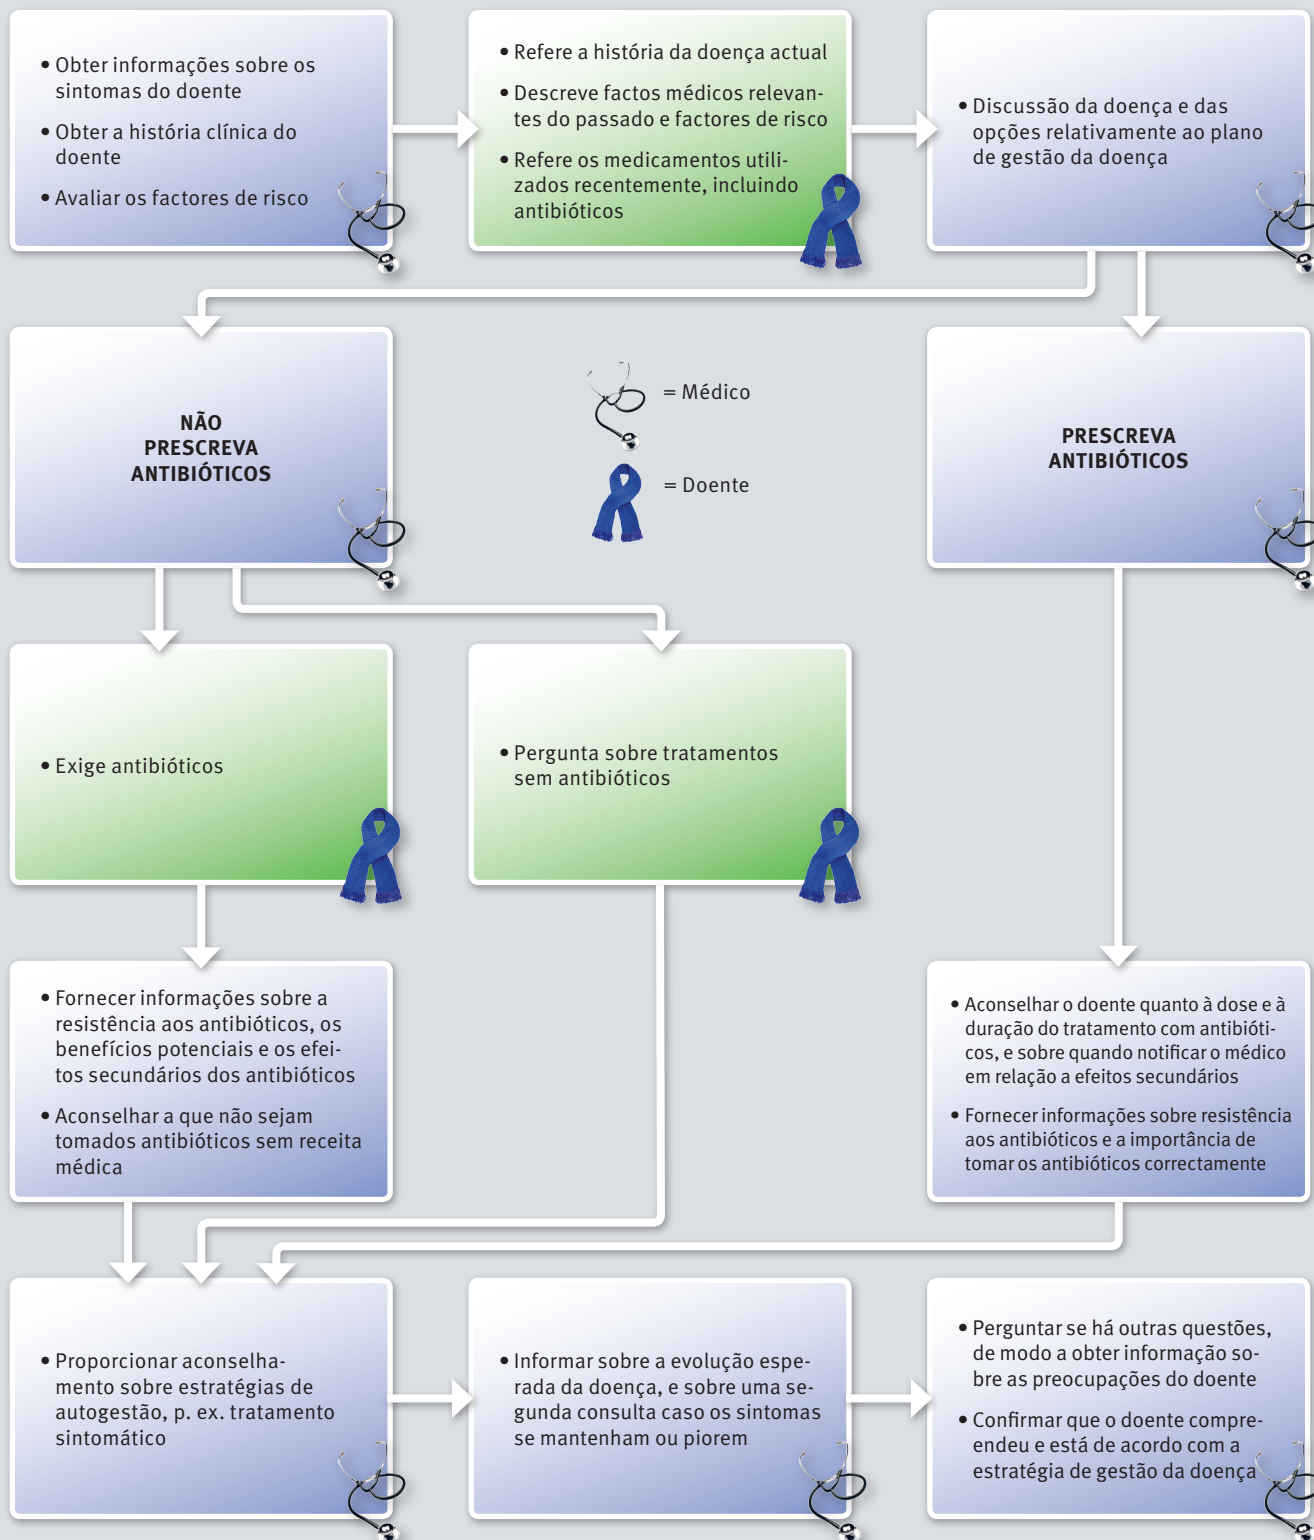 • Obter informações sobre os
sintomas do doente
• Obter a história clínica do
doente
• Avaliar os factores de risco
• Refere a história da doença actual
• Descreve factos médicos relevan-
tes do passado e factores de risco
• Refere os medicamentos utili-
zados recentemente, incluindo
antibióticos
• Discussão da doença e das
opções relativamente ao plano
de gestão da doença
NÃO
PRESCREVA
ANTIBIÓTICOS
= Médico
= Doente
PRESCREVA
ANTIBIÓTICOS
• Exige antibióticos
• Pergunta sobre tratamentos
sem antibióticos
• Fornecer informações sobre a
resistência aos antibióticos, os
benefícios potenciais e os efei-
tos secundários dos antibióticos
• Aconselhar a que não sejam
tomados antibióticos sem receita
médica
• Aconselhar o doente quanto à dose e à
duração do tratamento com antibióti-
cos, e sobre quando notificar o médico
em relação a efeitos secundários
• Fornecer informações sobre resistência
aos antibióticos e a importância de
tomar os antibióticos correctamente
• Proporcionar aconselha-
mento sobre estratégias de
autogestão, p. ex. tratamento
sintomático
• Informar sobre a evolução espe-
rada da doença, e sobre uma se-
gunda consulta caso os sintomas
se mantenham ou piorem
• Perguntar se há outras questões,
de modo a obter informação so-
bre as preocupações do doente
• Confirmar que o doente compre-
endeu e está de acordo com a
estratégia de gestão da doença